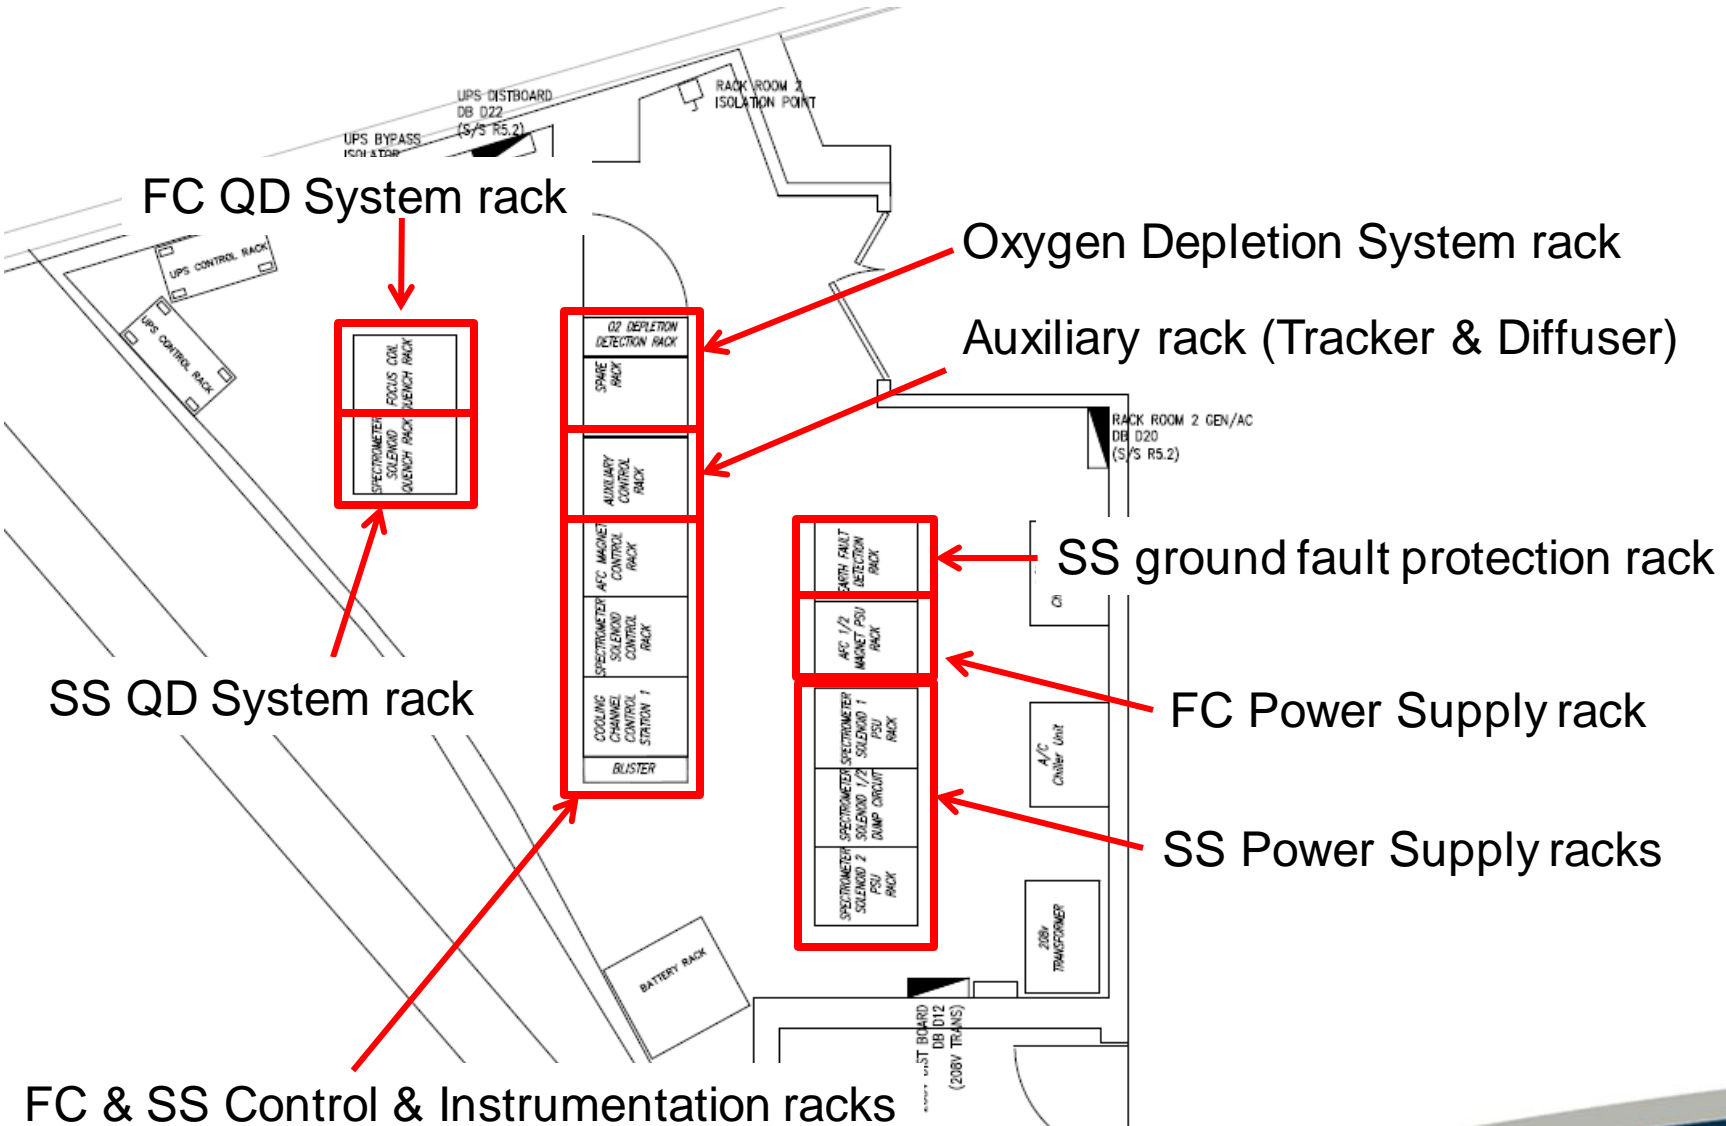 UPS DISTBOARD
DB D22
(S/S R5.2)
RACK ROOM 2
ISOLATION POINT
UPS BYPASS
ISOLATOR
FC QD System rack
Oxygen Depletion System rack
Auxiliary rack (Tracker & Diffuser)
UPS CONTROL RACK
UPS CONTROL RACK
FOCUS COIL
QUENCH RACK
SPECTROMETER
SOLENOID
QUENCH RACK
O2 DEPLETION
DETECTION RACK
SPARE
RACK
AUXILIARY
CONTROL
RACK
AFC MAGNET
CONTROL
RACK
SPECTROMETER
SOLENOID
CONTROL
RACK
COOLING
CHANNEL
CONTROL
STATION 1
BLISTER
RACK ROOM 2 GEN/AC
DB D20
(S/S R5.2)
EARTH FAULT
DETECTION
RACK
AFC 1/2
MAGNET PSU
RACK
SPECTROMETER
SOLENOID 1
PSU
RACK
SPECTROMETER
SOLENOID 1/2
DUMP CIRCUIT
SPECTROMETER
SOLENOID 2
PSU
RACK
SS ground fault protection rack
Ch
FC Power Supply rack
A/C
Chiller Unit
SS Power Supply racks
SS QD System rack
208v
TRANSFORMER
BATTERY RACK
DIST BOARD
DB D12
(208V TRANS)
FC & SS Control & Instrumentation racks